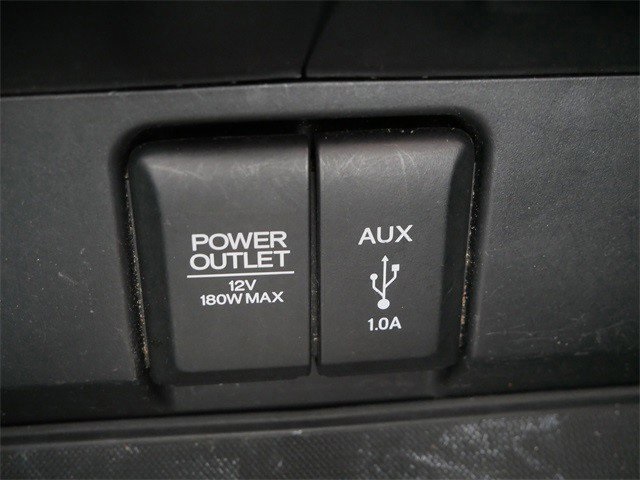 POWER
OUTLET
12V
180W MAX
AUX
1.0A